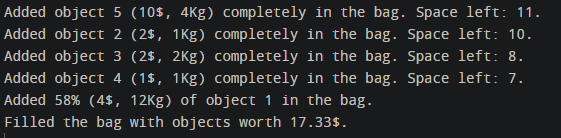 Added object 5 (10$, 4Kg) completely in the bag. Space left: 11.
Added object 2 (2$, 1Kg) completely in the bag. Space left: 10.
Added object 3 (2$, 2Kg) completely in the bag. Space left: 8.
Added object 4 (1$, 1Kg) completely in the bag. Space left: 7.
Added 58% (4$, 12Kg) of object 1 in the bag.
Filled the bag with objects worth 17.33$.